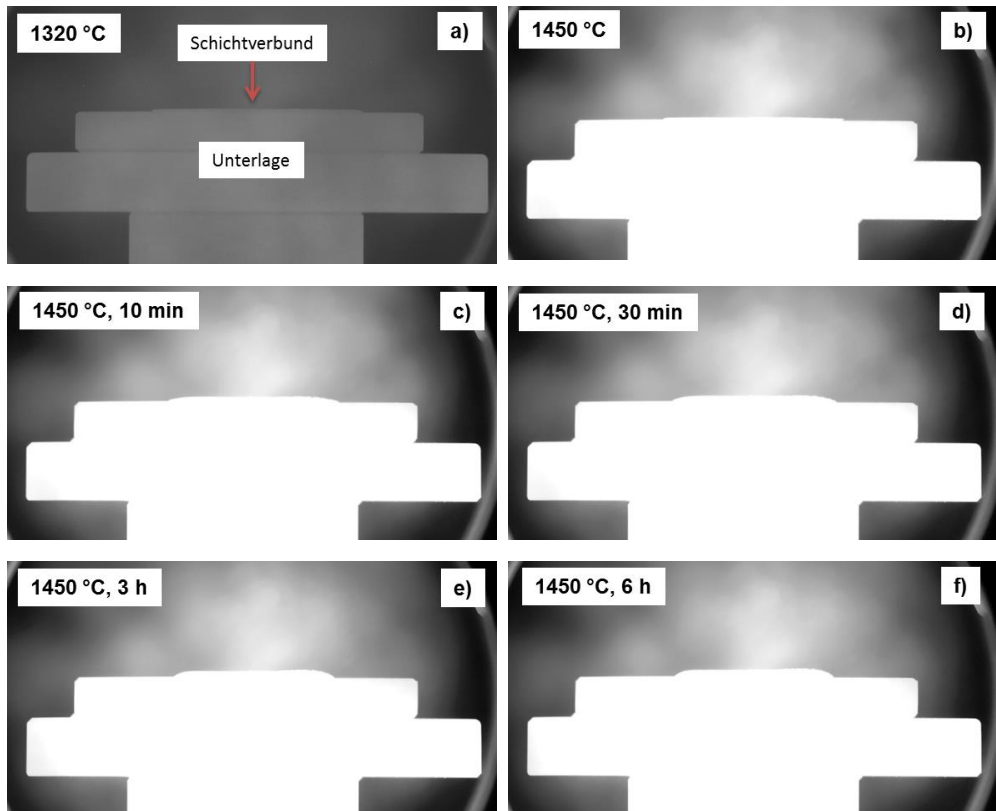 1320 °C
a)
Schichtverbund
Unterlage
1450 °C
b)
1450 °C, 10 min
c)
1450 °C, 30 min
d)
1450 °C, 3 h
e)
1450 °C, 6 h
f)